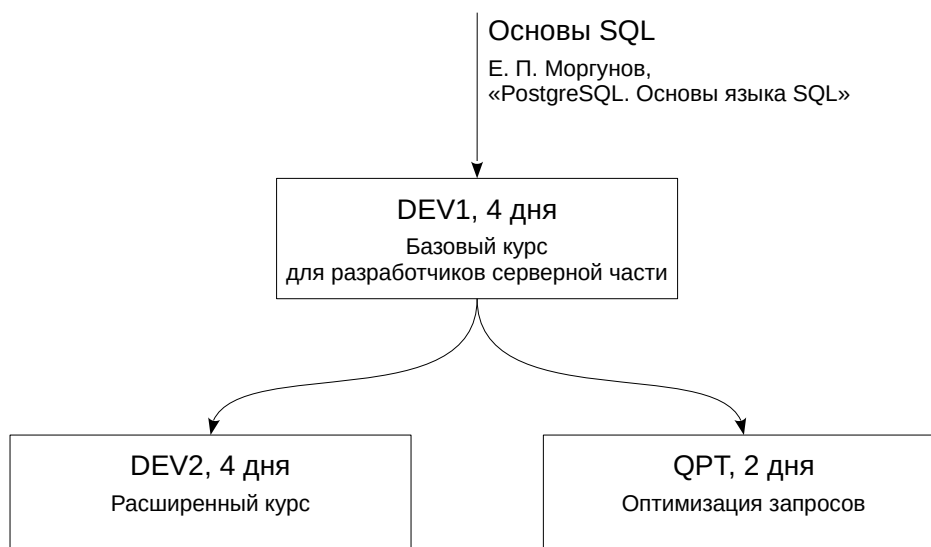 Основы SQL
Е. П. Моргунов,
«PostgreSQL. Основы языка SQL»
DEV1, 4 дня
Базовый курс
для разработчиков серверной части
DEV2, 4 дня
Расширенный курс
QPT, 2 дня
Оптимизация запросов